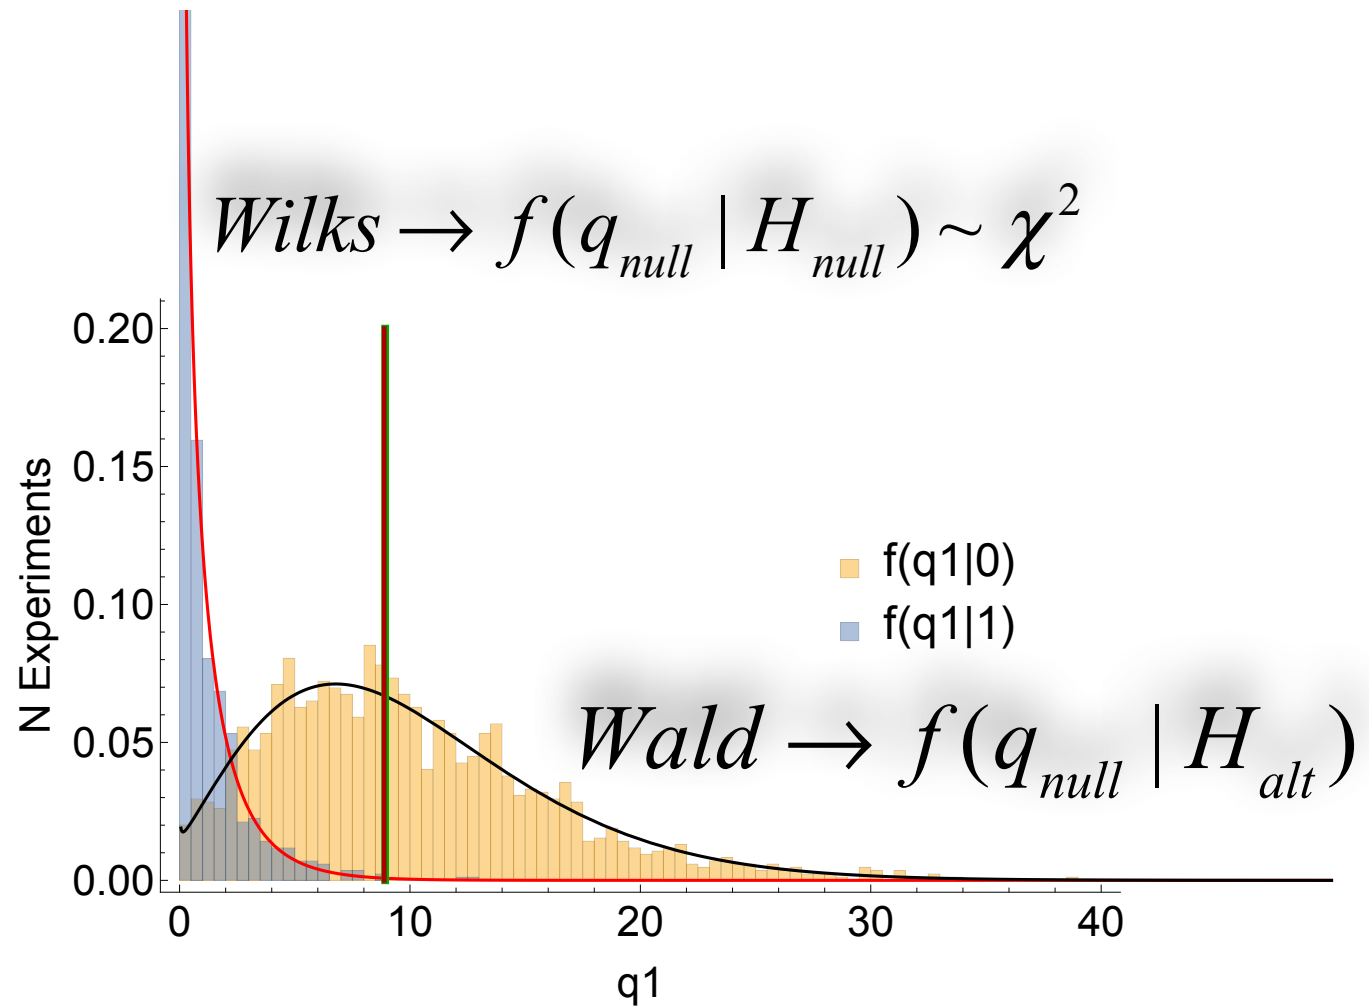 Wilks → f(q_null | H_null) ~ χ²
0.20
0.15
0.10
0.05
0.00
N Experiments
f(q1|0)
f(q1|1)
Wald → f(q_null | H_alt)
0 10 20 30 40
q1